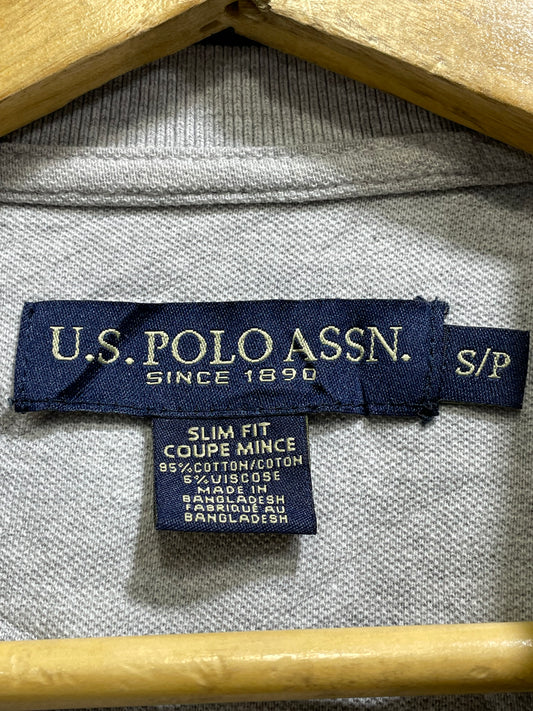 U.S. POLO ASSN.
SINCE 1890
S/P
SLIM FIT
COUPE MINCE
95% COTTON/COTON
5% VISCOSE
MADE IN
BANGLADESH
FABRIQUÉ AU
BANGLADESH